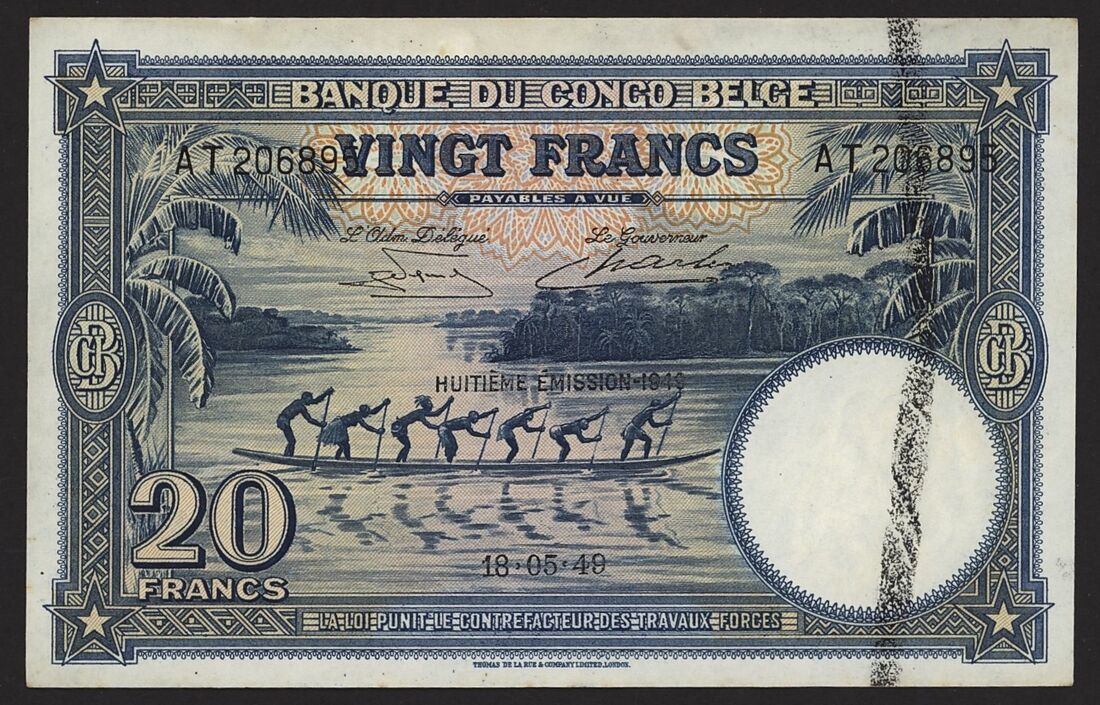 BANQUE DU CONGO BELGE
VINGT FRANCS
AT 206895 AT 206895
PAYABLES A VUE
L'Adm. Délégué Le Gouverneur
HUITIÈME ÉMISSION-1949
CBB CBB
20
FRANCS
18·05·49
LA·LOI·PUNIT·LE·CONTREFACTEUR·DES·TRAVAUX·FORCES
THOMAS DE LA RUE & COMPANY LIMITED, LONDON.